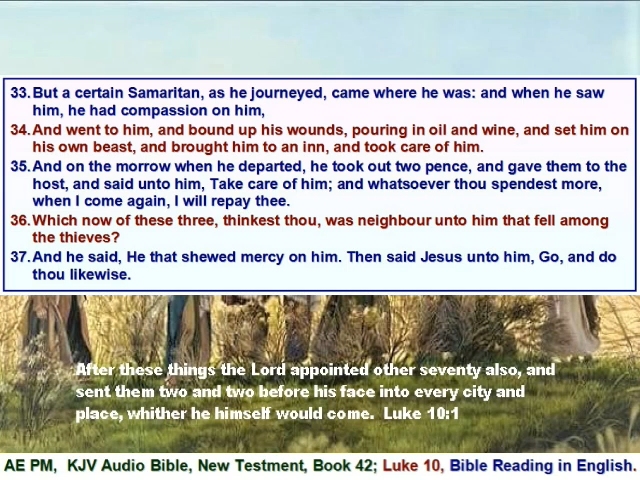 33. But a certain Samaritan, as he journeyed, came where he was: and when he saw
him, he had compassion on him,
34. And went to him, and bound up his wounds, pouring in oil and wine, and set him on
his own beast, and brought him to an inn, and took care of him.
35. And on the morrow when he departed, he took out two pence, and gave them to the
host, and said unto him, Take care of him; and whatsoever thou spendest more,
when I come again, I will repay thee.
36. Which now of these three, thinkest thou, was neighbour unto him that fell among
the thieves?
37. And he said, He that shewed mercy on him. Then said Jesus unto him, Go, and do
thou likewise.
After these things the Lord appointed other seventy also, and
sent them two and two before his face into every city and
place, whither he himself would come. Luke 10:1
AE PM, KJV Audio Bible, New Testment, Book 42; Luke 10, Bible Reading in English.